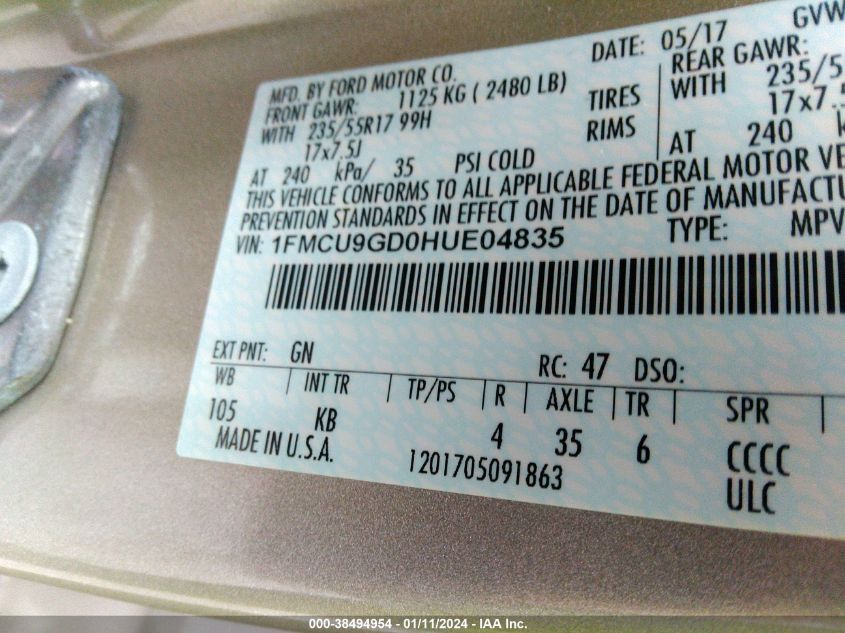 MFD. BY FORD MOTOR CO. DATE: 05/17 GVW
FRONT GAWR: 1125 KG ( 2480 LB) REAR GAWR:
WITH 235/55R17 99H TIRES WITH 235/5
17x7.5J RIMS 17x7.5
AT 240 kPa/ 35 PSI COLD AT 240
THIS VEHICLE CONFORMS TO ALL APPLICABLE FEDERAL MOTOR VE
PREVENTION STANDARDS IN EFFECT ON THE DATE OF MANUFACTU
VIN: 1FMCU9GD0HUE04835 TYPE: MPV
EXT PNT: GN RC: 47 DSO:
WB INT TR TP/PS R AXLE TR SPR
105 KB 4 35 6 CCCC
MADE IN U.S.A. 1201705091863 ULC
000-38494954 - 01/11/2024 - IAA Inc.